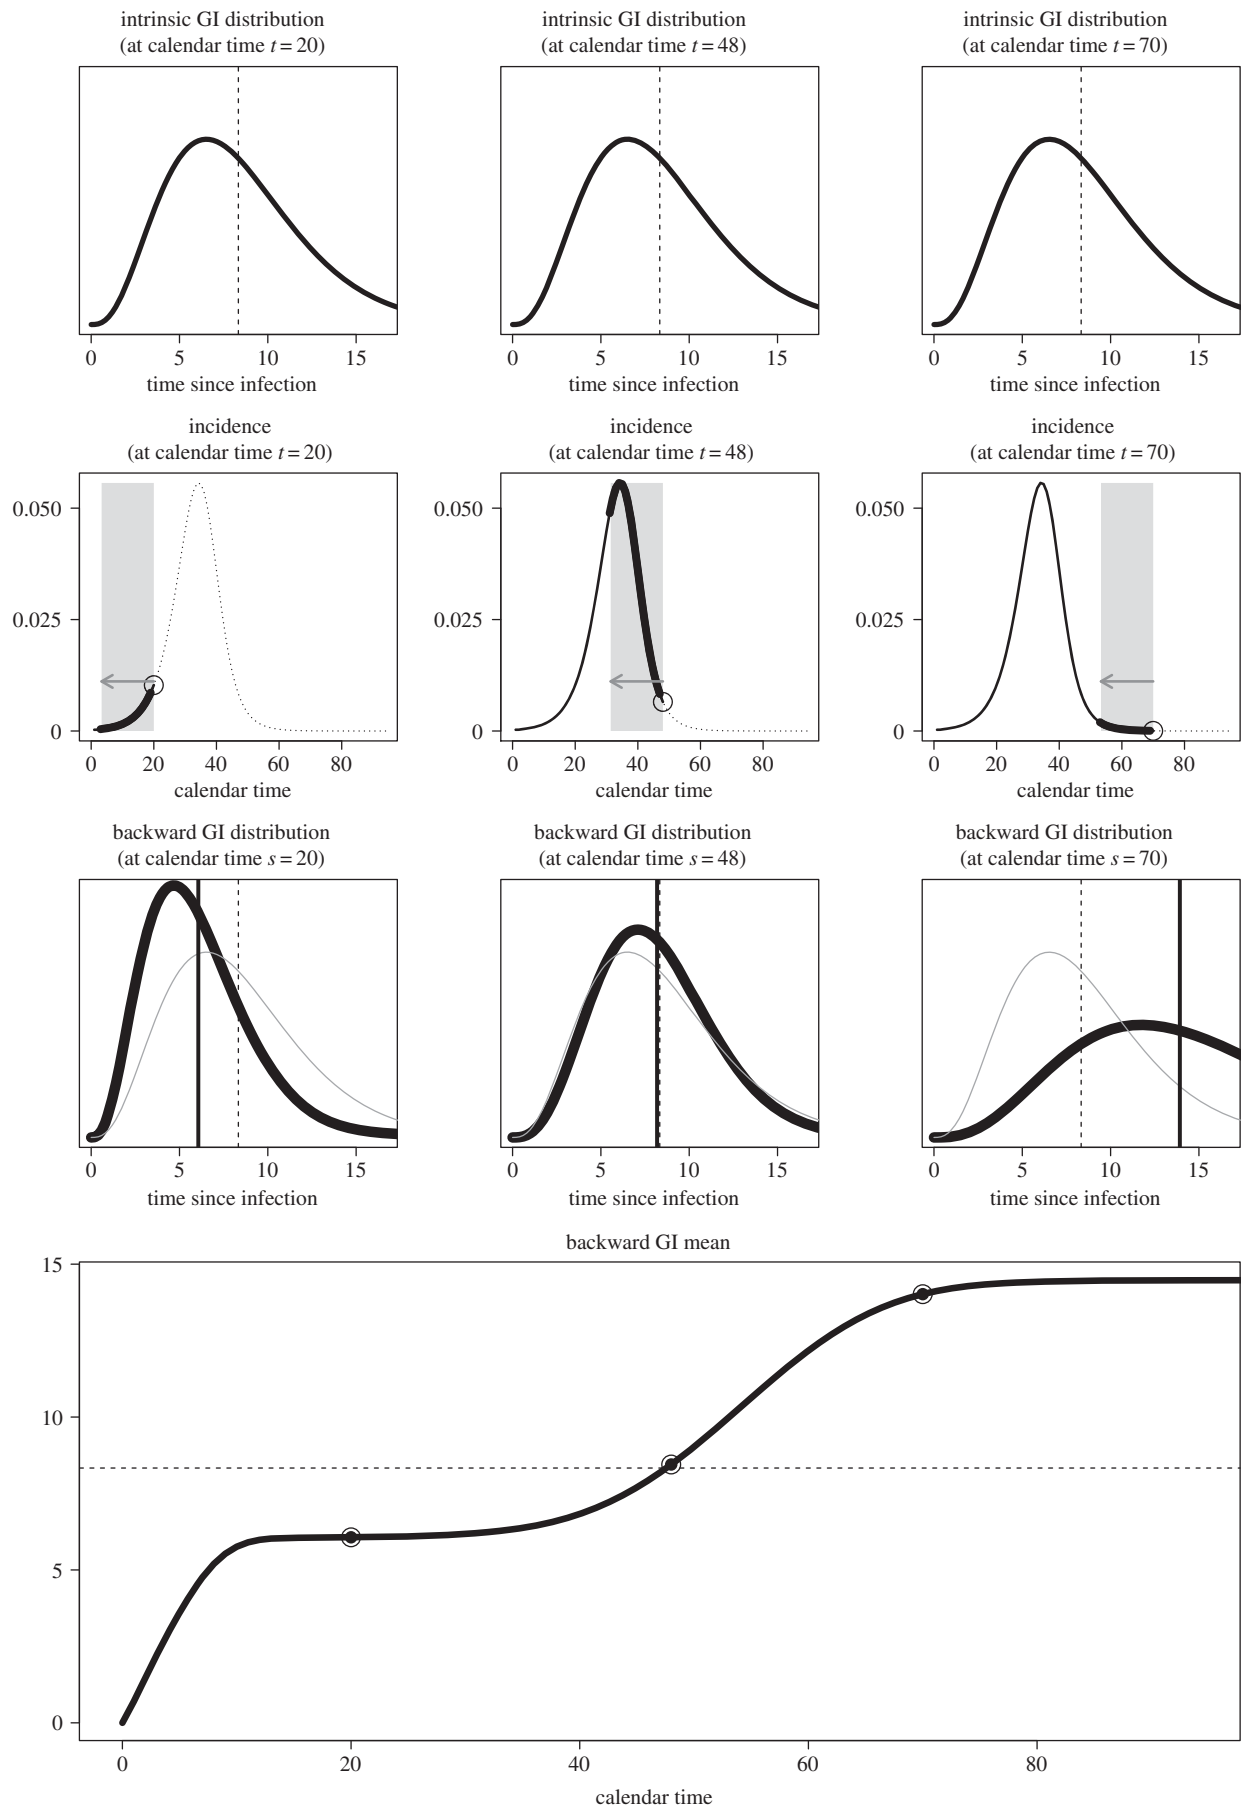 intrinsic GI distribution
(at calendar time t = 20)
intrinsic GI distribution
(at calendar time t = 48)
intrinsic GI distribution
(at calendar time t = 70)
0 5 10 15
time since infection
0 5 10 15
time since infection
0 5 10 15
time since infection
incidence
(at calendar time t = 20)
incidence
(at calendar time t = 48)
incidence
(at calendar time t = 70)
0.050
0.025
0
0 20 40 60 80
calendar time
0.050
0.025
0
0 20 40 60 80
calendar time
0.050
0.025
0
0 20 40 60 80
calendar time
backward GI distribution
(at calendar time s = 20)
backward GI distribution
(at calendar time s = 48)
backward GI distribution
(at calendar time s = 70)
0 5 10 15
time since infection
0 5 10 15
time since infection
0 5 10 15
time since infection
backward GI mean
15
10
5
0
0 20 40 60 80
calendar time